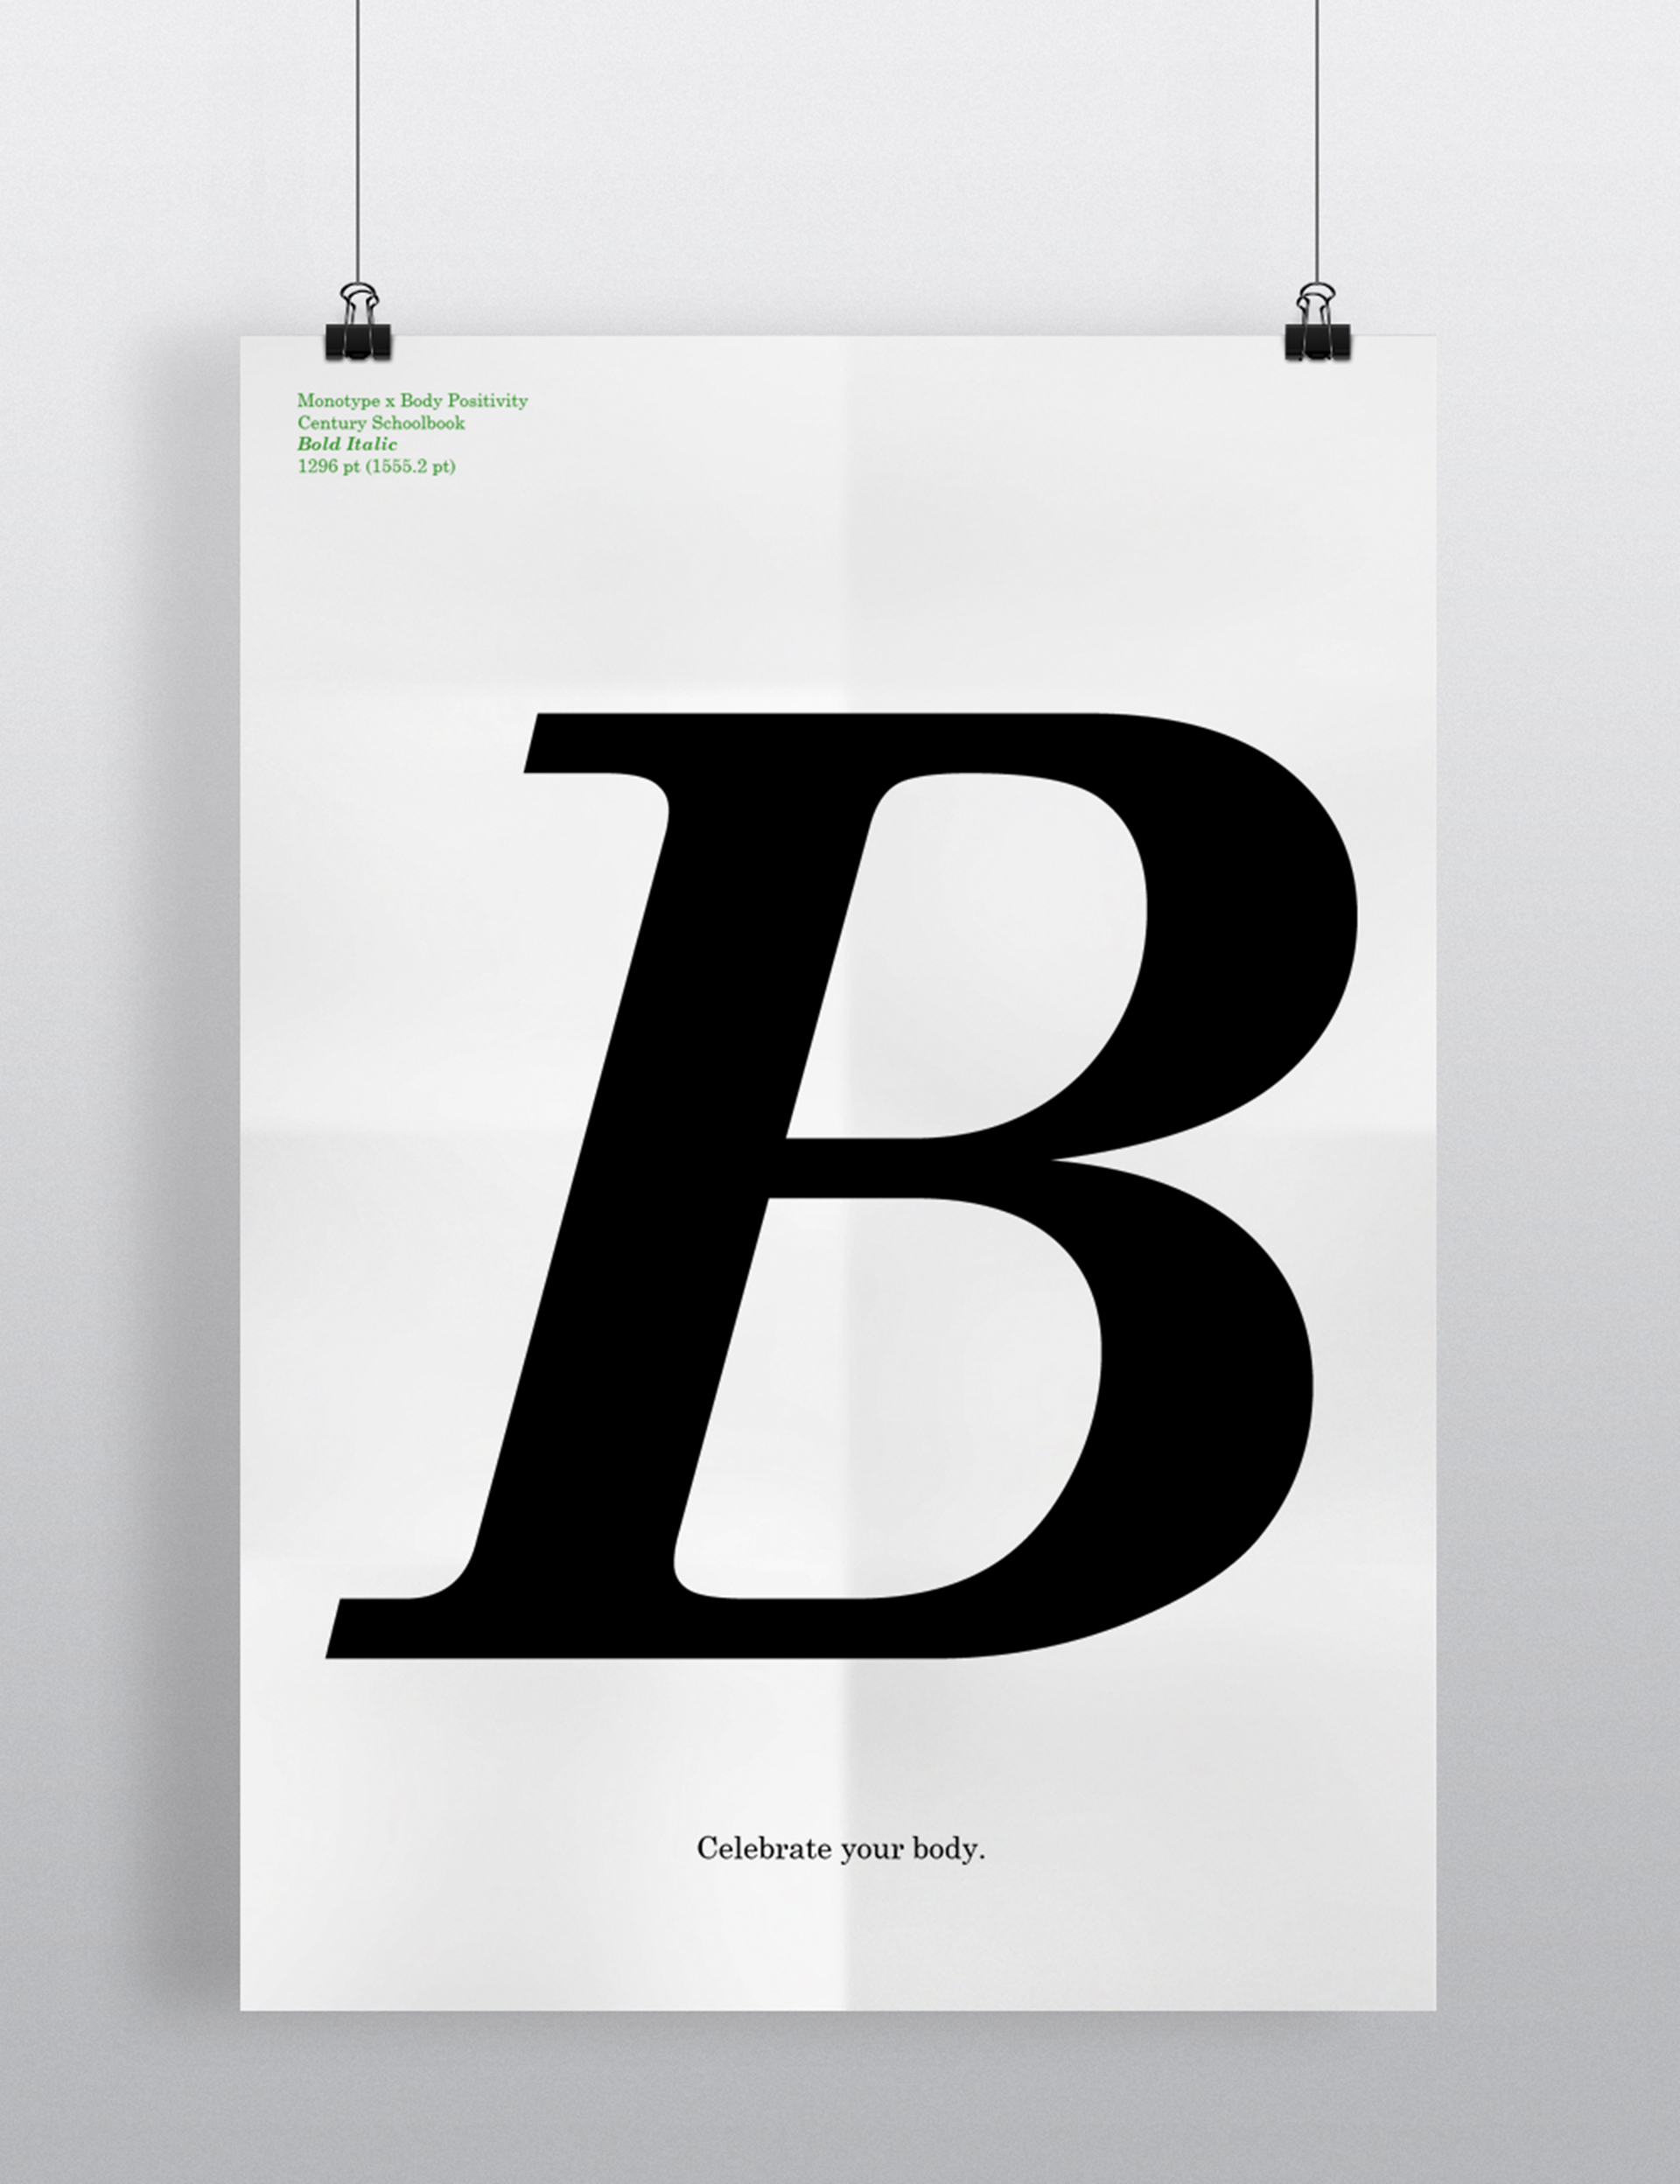 Monotype x Body Positivity
Century Schoolbook
Bold Italic
1296 pt (1555.2 pt)
B
Celebrate your body.